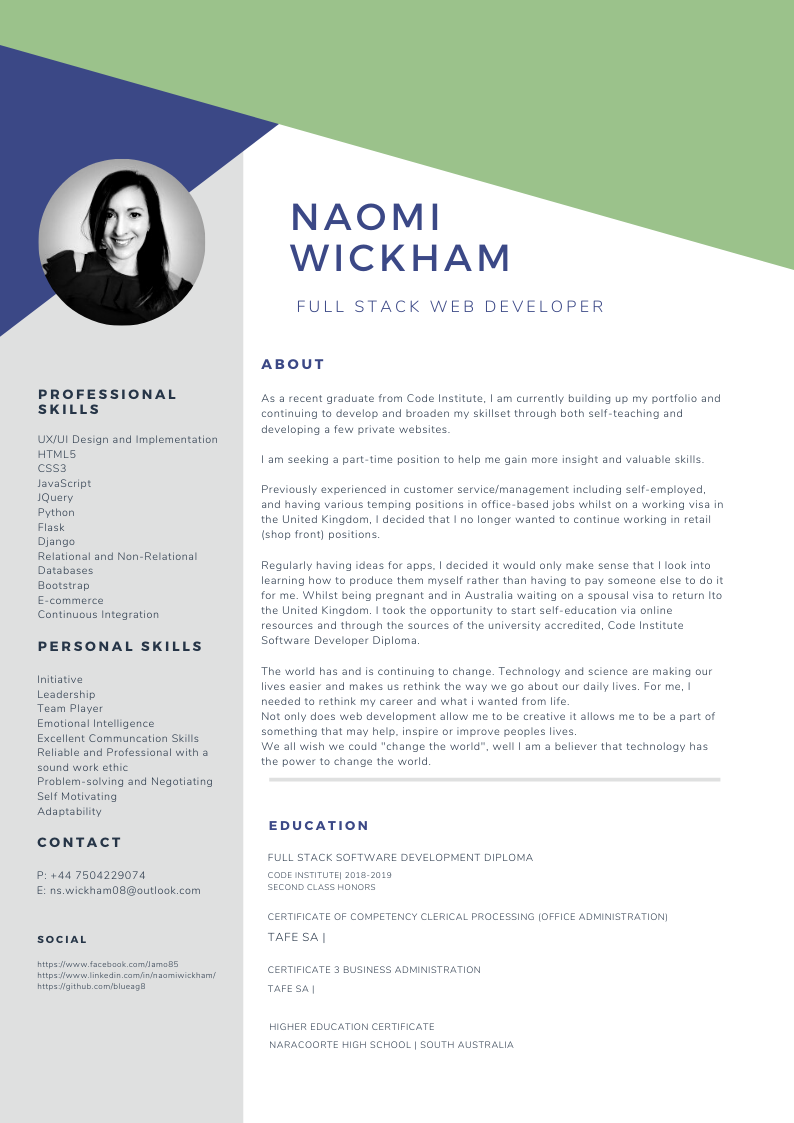 NAOMI
WICKHAM
FULL STACK WEB DEVELOPER
PROFESSIONAL
SKILLS
UX/UI Design and Implementation
HTML5
CSS3
JavaScript
JQuery
Python
Flask
Django
Relational and Non-Relational
Databases
Bootstrap
E-commerce
Continuous Integration
PERSONAL SKILLS
Initiative
Leadership
Team Player
Emotional Intelligence
Excellent Communcation Skills
Reliable and Professional with a
sound work ethic
Problem-solving and Negotiating
Self Motivating
Adaptability
CONTACT
P: +44 7504229074
E: ns.wickham08@outlook.com
SOCIAL
https://www.facebook.com/Jamo85
https://www.linkedin.com/in/naomiwickham/
https://github.com/blueag8
ABOUT
As a recent graduate from Code Institute, I am currently building up my portfolio and
continuing to develop and broaden my skillset through both self-teaching and
developing a few private websites.
I am seeking a part-time position to help me gain more insight and valuable skills.
Previously experienced in customer service/management including self-employed,
and having various temping positions in office-based jobs whilst on a working visa in
the United Kingdom, I decided that I no longer wanted to continue working in retail
(shop front) positions.
Regularly having ideas for apps, I decided it would only make sense that I look into
learning how to produce them myself rather than having to pay someone else to do it
for me. Whilst being pregnant and in Australia waiting on a spousal visa to return Ito
the United Kingdom. I took the opportunity to start self-education via online
resources and through the sources of the university accredited, Code Institute
Software Developer Diploma.
The world has and is continuing to change. Technology and science are making our
lives easier and makes us rethink the way we go about our daily lives. For me, I
needed to rethink my career and what i wanted from life.
Not only does web development allow me to be creative it allows me to be a part of
something that may help, inspire or improve peoples lives.
We all wish we could "change the world", well I am a believer that technology has
the power to change the world.
EDUCATION
FULL STACK SOFTWARE DEVELOPMENT DIPLOMA
CODE INSTITUTE| 2018-2019
SECOND CLASS HONORS
CERTIFICATE OF COMPETENCY CLERICAL PROCESSING (OFFICE ADMINISTRATION)
TAFE SA |
CERTIFICATE 3 BUSINESS ADMINISTRATION
TAFE SA |
HIGHER EDUCATION CERTIFICATE
NARACOORTE HIGH SCHOOL | SOUTH AUSTRALIA